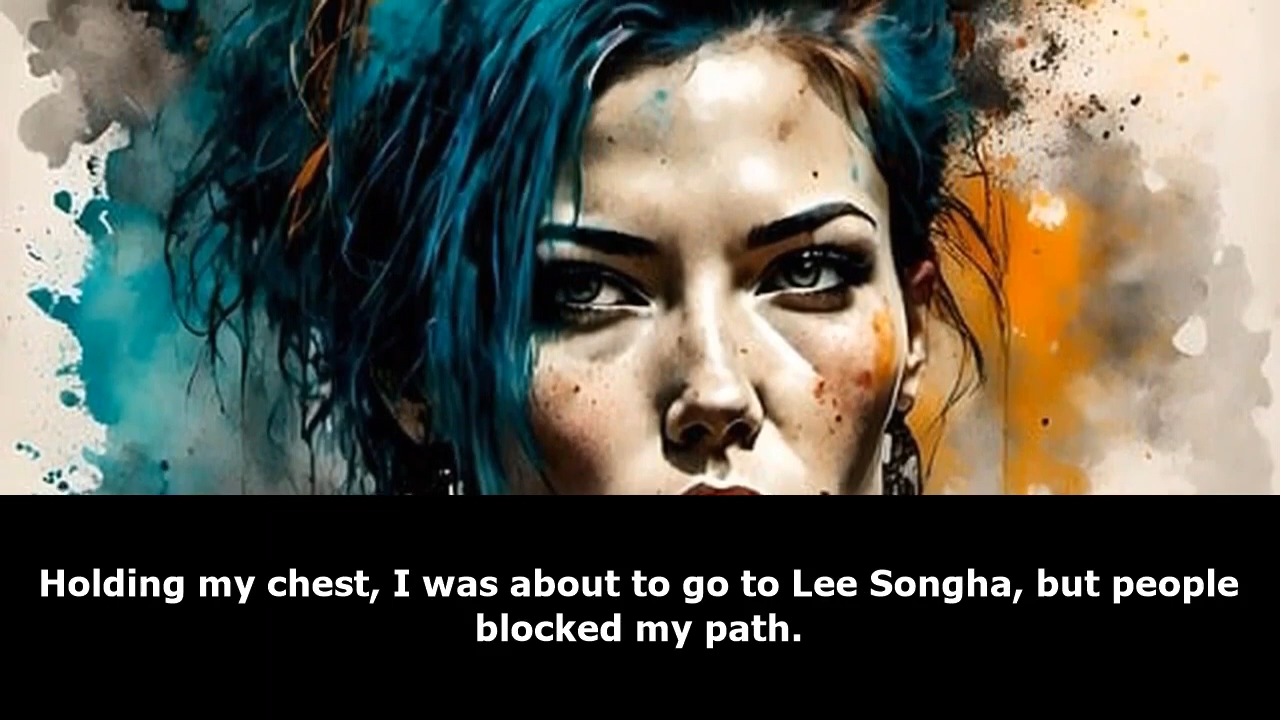 Holding my chest, I was about to go to Lee Songha, but people
blocked my path.